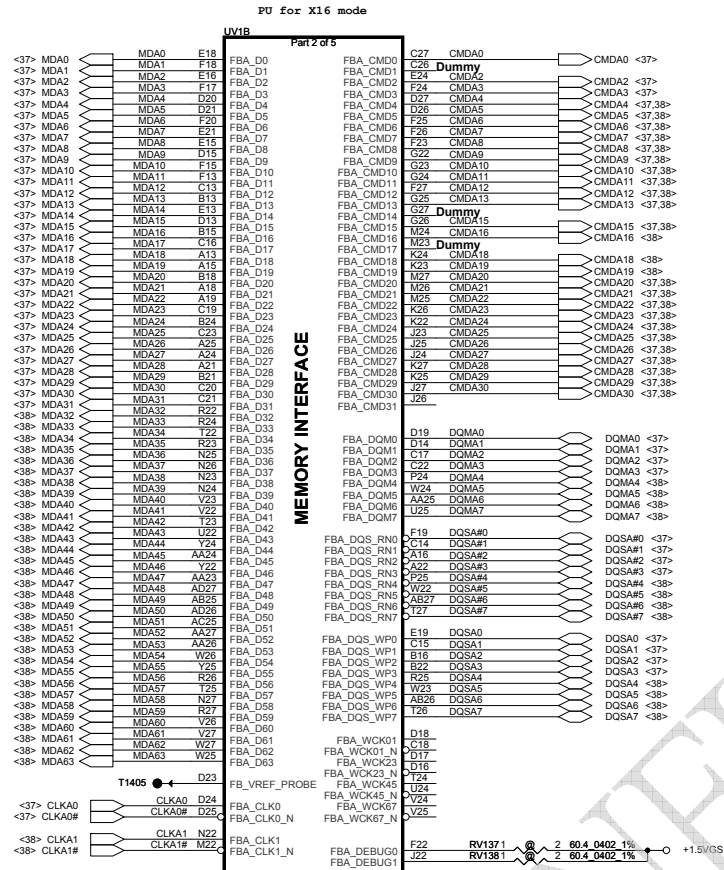 PU for X16 mode
UV1B
Part 2 of 5
<37> MDA0 MDA0 E18 FBA_D0
<37> MDA1 MDA1 F18 FBA_D1
<37> MDA2 MDA2 E16 FBA_D2
<37> MDA3 MDA3 F17 FBA_D3
<37> MDA4 MDA4 D20 FBA_D4
<37> MDA5 MDA5 D21 FBA_D5
<37> MDA6 MDA6 F20 FBA_D6
<37> MDA7 MDA7 E21 FBA_D7
<37> MDA8 MDA8 E15 FBA_D8
<37> MDA9 MDA9 D15 FBA_D9
<37> MDA10 MDA10 F15 FBA_D10
<37> MDA11 MDA11 F13 FBA_D11
<37> MDA12 MDA12 C13 FBA_D12
<37> MDA13 MDA13 B13 FBA_D13
<37> MDA14 MDA14 E13 FBA_D14
<37> MDA15 MDA15 D13 FBA_D15
<37> MDA16 MDA16 B15 FBA_D16
<37> MDA17 MDA17 C16 FBA_D17
<37> MDA18 MDA18 A13 FBA_D18
<37> MDA19 MDA19 A15 FBA_D19
<37> MDA20 MDA20 B18 FBA_D20
<37> MDA21 MDA21 A18 FBA_D21
<37> MDA22 MDA22 A19 FBA_D22
<37> MDA23 MDA23 C19 FBA_D23
<37> MDA24 MDA24 B24 FBA_D24
<37> MDA25 MDA25 C23 FBA_D25
<37> MDA26 MDA26 A25 FBA_D26
<37> MDA27 MDA27 A24 FBA_D27
<37> MDA28 MDA28 A21 FBA_D28
<37> MDA29 MDA29 B21 FBA_D29
<37> MDA30 MDA30 C20 FBA_D30
<37> MDA31 MDA31 C21 FBA_D31
<38> MDA32 MDA32 R22 FBA_D32
<38> MDA33 MDA33 R24 FBA_D33
<38> MDA34 MDA34 T22 FBA_D34
<38> MDA35 MDA35 R23 FBA_D35
<38> MDA36 MDA36 N25 FBA_D36
<38> MDA37 MDA37 N26 FBA_D37
<38> MDA38 MDA38 N23 FBA_D38
<38> MDA39 MDA39 N24 FBA_D39
<38> MDA40 MDA40 V23 FBA_D40
<38> MDA41 MDA41 V22 FBA_D41
<38> MDA42 MDA42 T23 FBA_D42
<38> MDA43 MDA43 U22 FBA_D43
<38> MDA44 MDA44 Y24 FBA_D44
<38> MDA45 MDA45 AA24 FBA_D45
<38> MDA46 MDA46 Y22 FBA_D46
<38> MDA47 MDA47 AA23 FBA_D47
<38> MDA48 MDA48 AD27 FBA_D48
<38> MDA49 MDA49 AB25 FBA_D49
<38> MDA50 MDA50 AD26 FBA_D50
<38> MDA51 MDA51 AC25 FBA_D51
<38> MDA52 MDA52 AA27 FBA_D52
<38> MDA53 MDA53 AA26 FBA_D53
<38> MDA54 MDA54 W26 FBA_D54
<38> MDA55 MDA55 Y25 FBA_D55
<38> MDA56 MDA56 R26 FBA_D56
<38> MDA57 MDA57 T25 FBA_D57
<38> MDA58 MDA58 N27 FBA_D58
<38> MDA59 MDA59 R27 FBA_D59
<38> MDA60 MDA60 V26 FBA_D60
<38> MDA61 MDA61 V27 FBA_D61
<38> MDA62 MDA62 W27 FBA_D62
<38> MDA63 MDA63 W25 FBA_D63
T1405 D23 FB_VREF_PROBE
<37> CLKA0 CLKA0 D24 FBA_CLK0
<37> CLKA0# CLKA0# D25 FBA_CLK0_N
<38> CLKA1 CLKA1 N22 FBA_CLK1
<38> CLKA1# CLKA1# M22 FBA_CLK1_N
MEMORY INTERFACE
FBA_CMD0 C27 CMDA0 CMDA0 <37>
FBA_CMD1 C26 Dummy
FBA_CMD2 E24 CMDA2 CMDA2 <37>
FBA_CMD3 F24 CMDA3 CMDA3 <37>
FBA_CMD4 D27 CMDA4 CMDA4 <37,38>
FBA_CMD5 D26 CMDA5 CMDA5 <37,38>
FBA_CMD6 F25 CMDA6 CMDA6 <37,38>
FBA_CMD7 F26 CMDA7 CMDA7 <37,38>
FBA_CMD8 F23 CMDA8 CMDA8 <37,38>
FBA_CMD9 G22 CMDA9 CMDA9 <37,38>
FBA_CMD10 G23 CMDA10 CMDA10 <37,38>
FBA_CMD11 G24 CMDA11 CMDA11 <37,38>
FBA_CMD12 F27 CMDA12 CMDA12 <37,38>
FBA_CMD13 G25 CMDA13 CMDA13 <37,38>
FBA_CMD14 G27 Dummy
FBA_CMD15 G26 CMDA15 CMDA15 <37,38>
FBA_CMD16 M24 CMDA16 CMDA16 <38>
FBA_CMD17 M23 Dummy
FBA_CMD18 K24 CMDA18 CMDA18 <38>
FBA_CMD19 K23 CMDA19 CMDA19 <38>
FBA_CMD20 M27 CMDA20 CMDA20 <37,38>
FBA_CMD21 M26 CMDA21 CMDA21 <37,38>
FBA_CMD22 M25 CMDA22 CMDA22 <37,38>
FBA_CMD23 K26 CMDA23 CMDA23 <37,38>
FBA_CMD24 K22 CMDA24 CMDA24 <37,38>
FBA_CMD25 J23 CMDA25 CMDA25 <37,38>
FBA_CMD26 J25 CMDA26 CMDA26 <37,38>
FBA_CMD27 J24 CMDA27 CMDA27 <37,38>
FBA_CMD28 K27 CMDA28 CMDA28 <37,38>
FBA_CMD29 K25 CMDA29 CMDA29 <37,38>
FBA_CMD30 J27 CMDA30 CMDA30 <37,38>
FBA_CMD31 J26
FBA_DQM0 D19 DQMA0 DQMA0 <37>
FBA_DQM1 D14 DQMA1 DQMA1 <37>
FBA_DQM2 C17 DQMA2 DQMA2 <37>
FBA_DQM3 C22 DQMA3 DQMA3 <37>
FBA_DQM4 P24 DQMA4 DQMA4 <38>
FBA_DQM5 W24 DQMA5 DQMA5 <38>
FBA_DQM6 AA25 DQMA6 DQMA6 <38>
FBA_DQM7 U25 DQMA7 DQMA7 <38>
FBA_DQS_RN0 F19 DQSA#0 DQSA#0 <37>
FBA_DQS_RN1 C14 DQSA#1 DQSA#1 <37>
FBA_DQS_RN2 A16 DQSA#2 DQSA#2 <37>
FBA_DQS_RN3 A22 DQSA#3 DQSA#3 <37>
FBA_DQS_RN4 P25 DQSA#4 DQSA#4 <38>
FBA_DQS_RN5 W22 DQSA#5 DQSA#5 <38>
FBA_DQS_RN6 AB27 DQSA#6 DQSA#6 <38>
FBA_DQS_RN7 T27 DQSA#7 DQSA#7 <38>
FBA_DQS_WP0 E19 DQSA0 DQSA0 <37>
FBA_DQS_WP1 C15 DQSA1 DQSA1 <37>
FBA_DQS_WP2 B16 DQSA2 DQSA2 <37>
FBA_DQS_WP3 B22 DQSA3 DQSA3 <37>
FBA_DQS_WP4 R25 DQSA4 DQSA4 <38>
FBA_DQS_WP5 W23 DQSA5 DQSA5 <38>
FBA_DQS_WP6 AB26 DQSA6 DQSA6 <38>
FBA_DQS_WP7 T26 DQSA7 DQSA7 <38>
FBA_WCK01 D18
FBA_WCK01_N C18
FBA_WCK23 D17
FBA_WCK23_N D16
FBA_WCK45 T24
FBA_WCK45_N U24
FBA_WCK67 V24
FBA_WCK67_N V25
FBA_DEBUG0 F22 RV137 1 @ 2 60.4_0402_1% +1.5VGS
FBA_DEBUG1 J22 RV138 1 @ 2 60.4_0402_1%